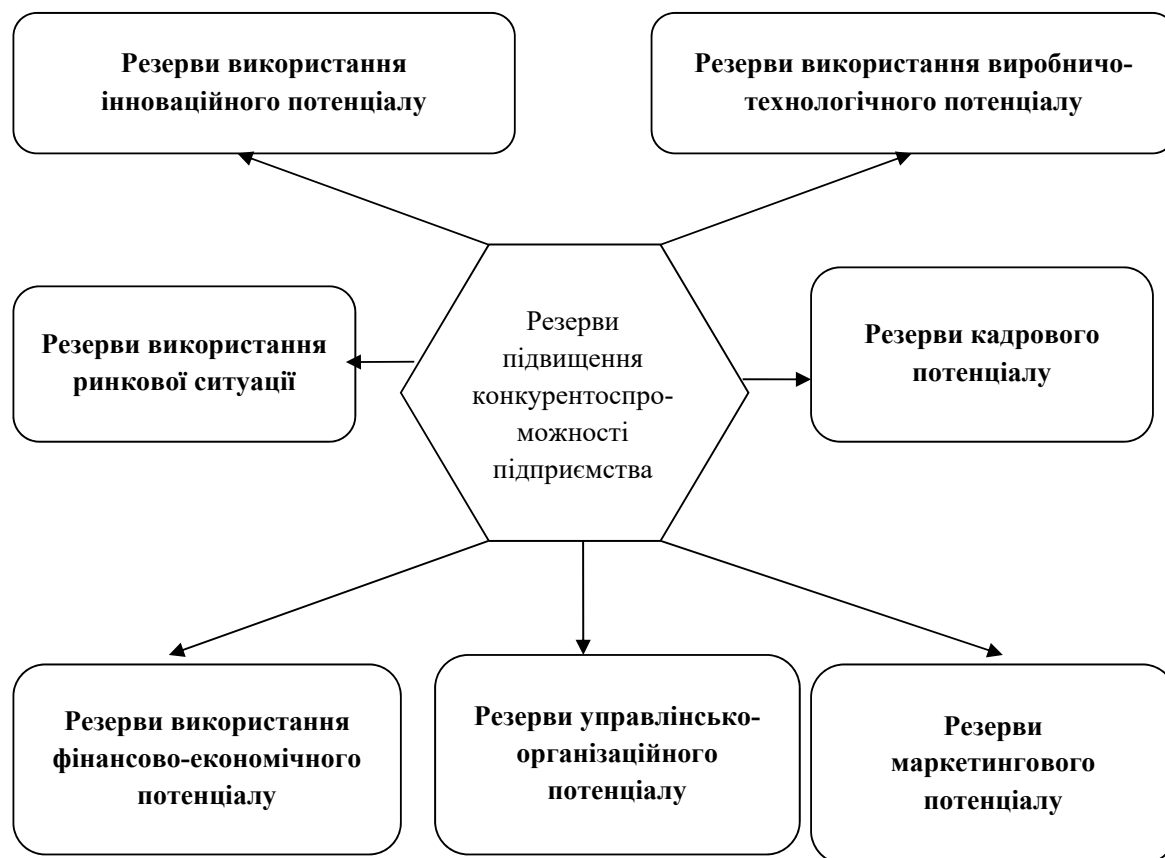 Резерви використання
інноваційного потенціалу
Резерви використання виробничо-
технологічного потенціалу
Резерви використання
ринкової ситуації
Резерви
підвищення
конкурентоспро-
можності
підприємства
Резерви кадрового
потенціалу
Резерви використання
фінансово-економічного
потенціалу
Резерви управлінсько-
організаційного
потенціалу
Резерви
маркетингового
потенціалу